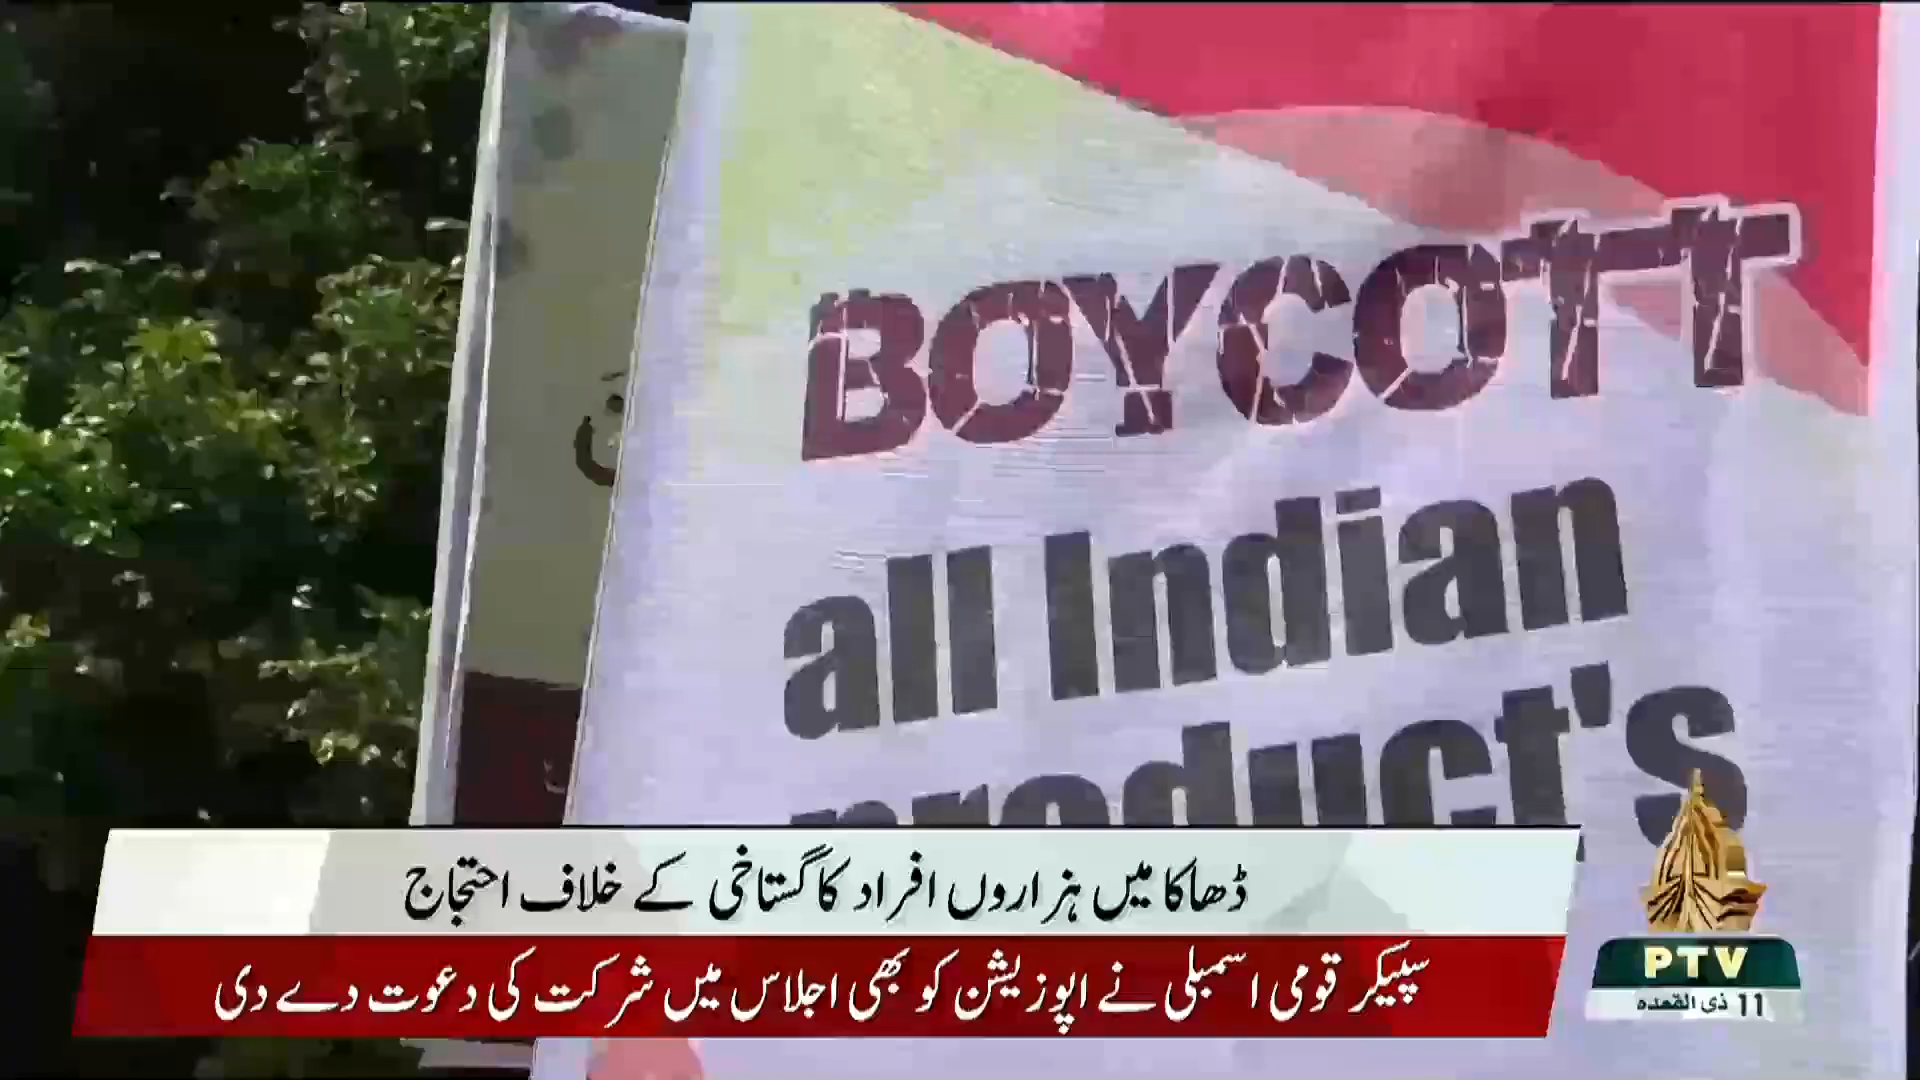 BOYCOTT
all Indian
product's
ڈھاکا میں ہزاروں افراد کا گستاخی کے خلاف احتجاج
سپیکر قومی اسمبلی نے اپوزیشن کو بھی اجلاس میں شرکت کی دعوت دے دی
PTV
11 ذی القعدہ